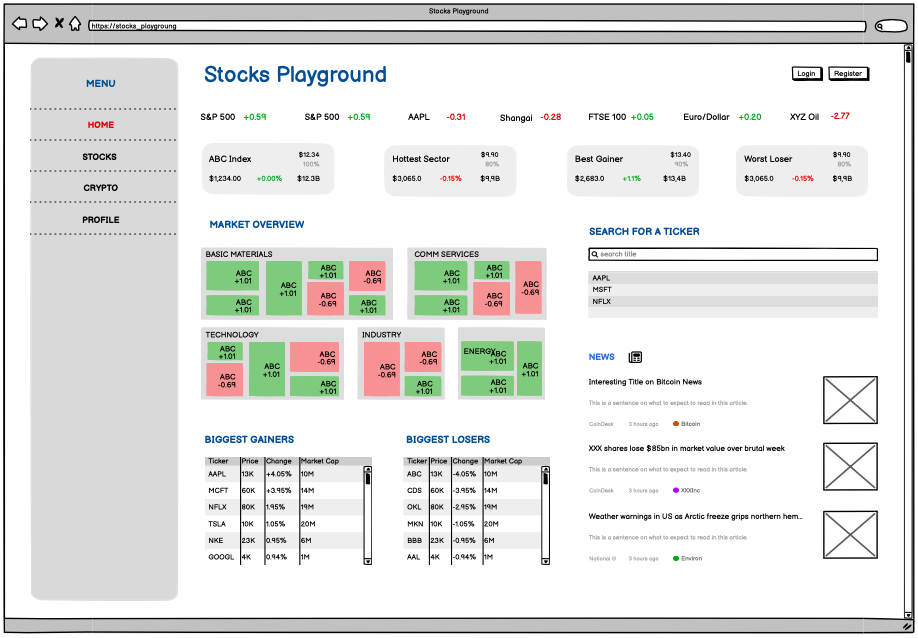 Stocks Playground
https://stocks_playgroung
MENU
HOME
STOCKS
CRYPTO
PROFILE
Stocks Playground
Login Register
S&P 500 +0.59 S&P 500 +0.59 AAPL -0.31 Shangai -0.28 FTSE 100 +0.05 Euro/Dollar +0.20 XYZ Oil -2.77
ABC Index $12.34
100%
$1,234.00 +0.00% $12.3B
Hottest Sector $9.90
80%
$3,065.0 -0.15% $9,9B
Best Gainer $13.40
90%
$2,683.0 +1.1% $13,4B
Worst Loser $9.90
80%
$3,065.0 -0.15% $9,9B
MARKET OVERVIEW
BASIC MATERIALS
ABC +1.01
ABC +1.01
ABC +1.01
ABC +1.01
ABC -0.69
ABC -0.69
ABC +1.01
COMM SERVICES
ABC +1.01
ABC +1.01
ABC +1.01
ABC -0.69
ABC -0.69
TECHNOLOGY
ABC +1.01
ABC -0.69
ABC +1.01
ABC -0.69
ABC +1.01
INDUSTRY
ABC -0.69
ABC -0.69
ABC +1.01
ENERGY
ABC +1.01
ABC +1.01
ABC +1.01
BIGGEST GAINERS
Ticker Price Change Market Cap
AAPL 13K +4.05% 10M
MCFT 60K +3.95% 14M
NFLX 80K 1.95% 19M
TSLA 10K 1.05% 20M
NKE 23K 0.95% 6M
GOOGL 4K 0.94% 1M
BIGGEST LOSERS
Ticker Price Change Market Cap
ABC 13K -4.05% 10M
CDS 60K -3.95% 14M
OKL 80K -2.95% 19M
MKN 10K -1.05% 20M
BBB 23K -0.95% 6M
AAL 4K -0.94% 1M
SEARCH FOR A TICKER
search title
AAPL
MSFT
NFLX
NEWS
Interesting Title on Bitcoin News
This is a sentence on what to expect to read in this article.
CoinDesk 3 hours ago Bitcoin
XXX shares lose $85bn in market value over brutal week
This is a sentence on what to expect to read in this article.
CoinDesk 3 hours ago XXXInc
Weather warnings in US as Arctic freeze grips northern hem...
This is a sentence on what to expect to read in this article.
National G 3 hours ago Environ